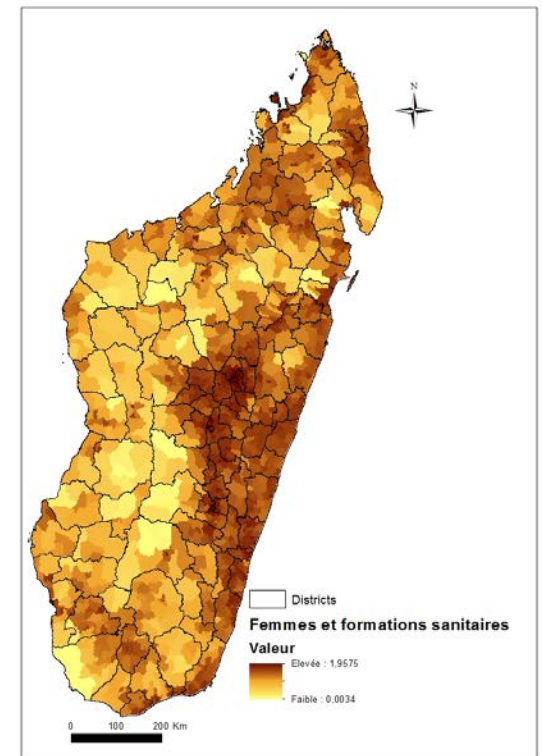 N
Districts
Femmes et formations sanitaires
Valeur
Elevée : 1,9575
Faible : 0,0034
0 100 200 Km